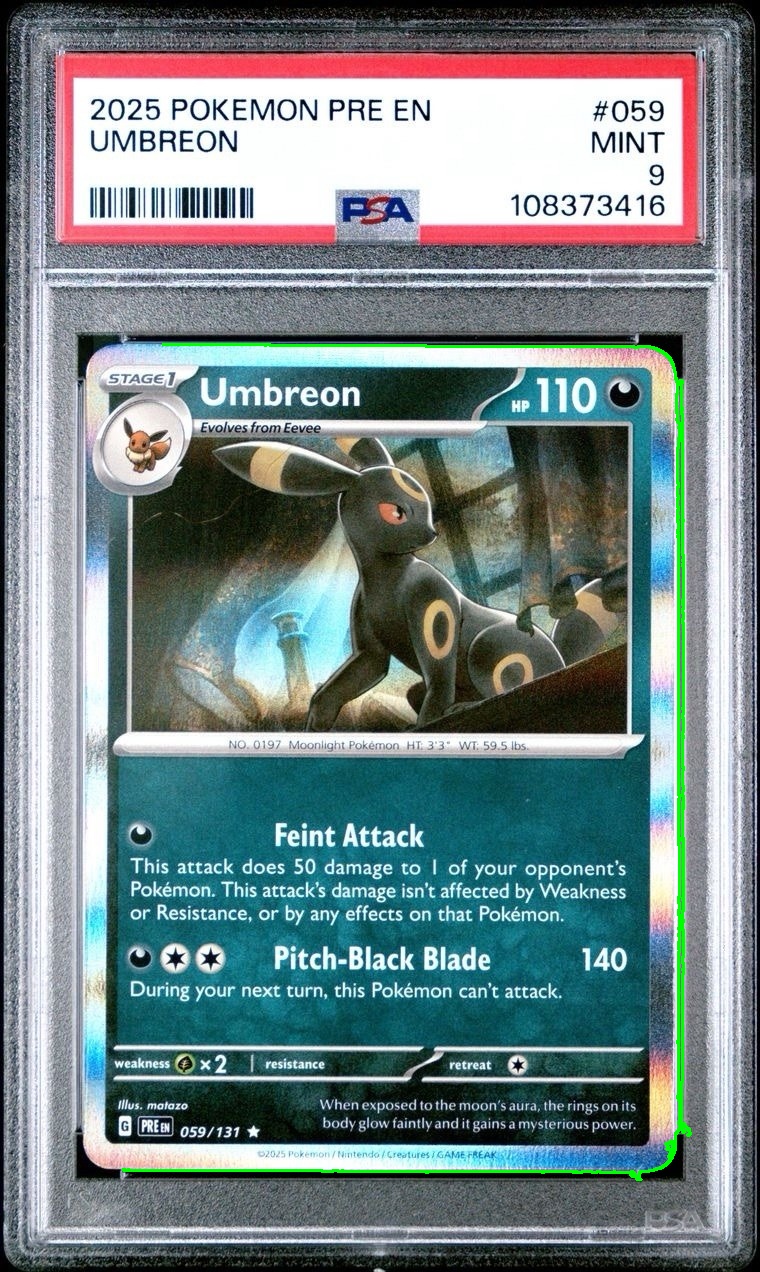 2025 POKEMON PRE EN #059
UMBREON MINT
9
PSA 108373416
STAGE1 Umbreon HP 110
Evolves from Eevee
NO. 0197 Moonlight Pokémon HT: 3'3" WT: 59.5 lbs.
Feint Attack
This attack does 50 damage to 1 of your opponent's
Pokémon. This attack's damage isn't affected by Weakness
or Resistance, or by any effects on that Pokémon.
Pitch-Black Blade 140
During your next turn, this Pokémon can't attack.
weakness ×2 resistance retreat
Illus. matazo
When exposed to the moon's aura, the rings on its
body glow faintly and it gains a mysterious power.
G PRE EN 059/131 ★
©2025 Pokémon / Nintendo / Creatures / GAME FREAK
PSA